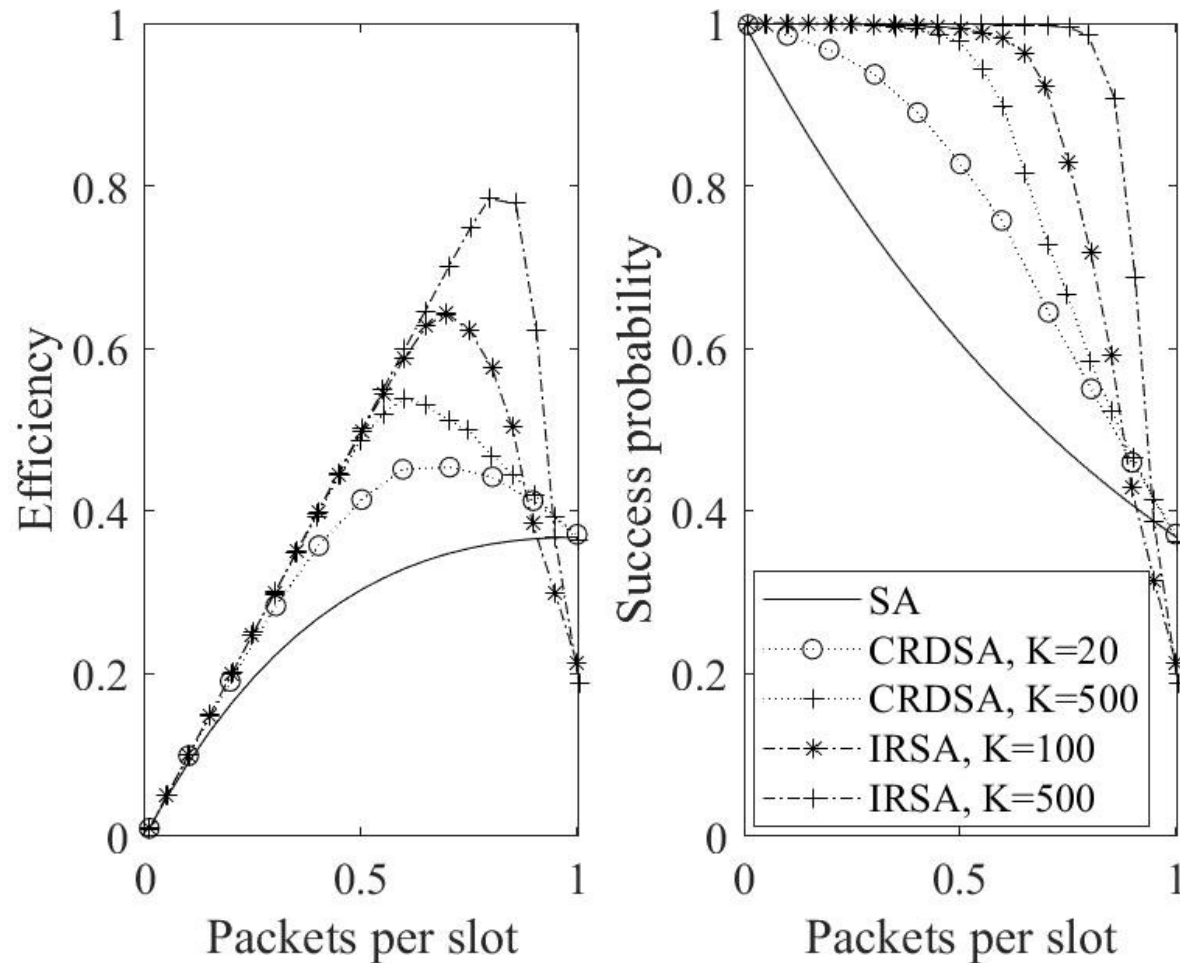 Efficiency
1
0.8
0.6
0.4
0.2
0
0
0.5
1
Packets per slot
Success probability
1
0.8
0.6
0.4
0.2
0
0
0.5
1
Packets per slot
SA
CRDSA, K=20
CRDSA, K=500
IRSA, K=100
IRSA, K=500